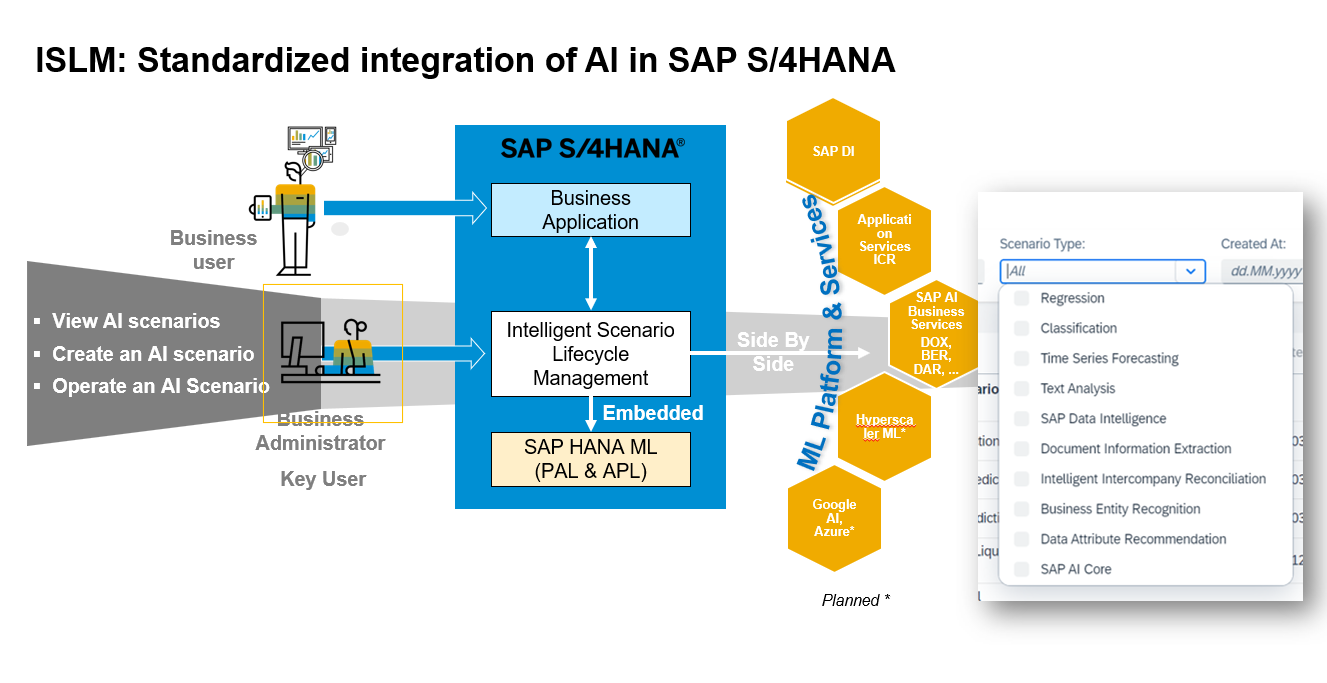 ISLM: Standardized integration of AI in SAP S/4HANA
Business
user
▪ View AI scenarios
▪ Create an AI scenario
▪ Operate an AI Scenario
Business
Administrator
Key User
SAP S/4HANA®
Business
Application
Intelligent Scenario
Lifecycle
Management
Embedded
SAP HANA ML
(PAL & APL)
Side By
Side
ML Platform & Services
SAP DI
Applicati
on
Services
ICR
SAP AI
Business
Services
DOX,
BER,
DAR, ...
Hypersca
ler ML*
Google
AI,
Azure*
Planned *
Scenario Type:
Created At:
All
dd.MM.yyyy
Regression
Classification
Time Series Forecasting
Text Analysis
SAP Data Intelligence
Document Information Extraction
Intelligent Intercompany Reconciliation
Business Entity Recognition
Data Attribute Recommendation
SAP AI Core